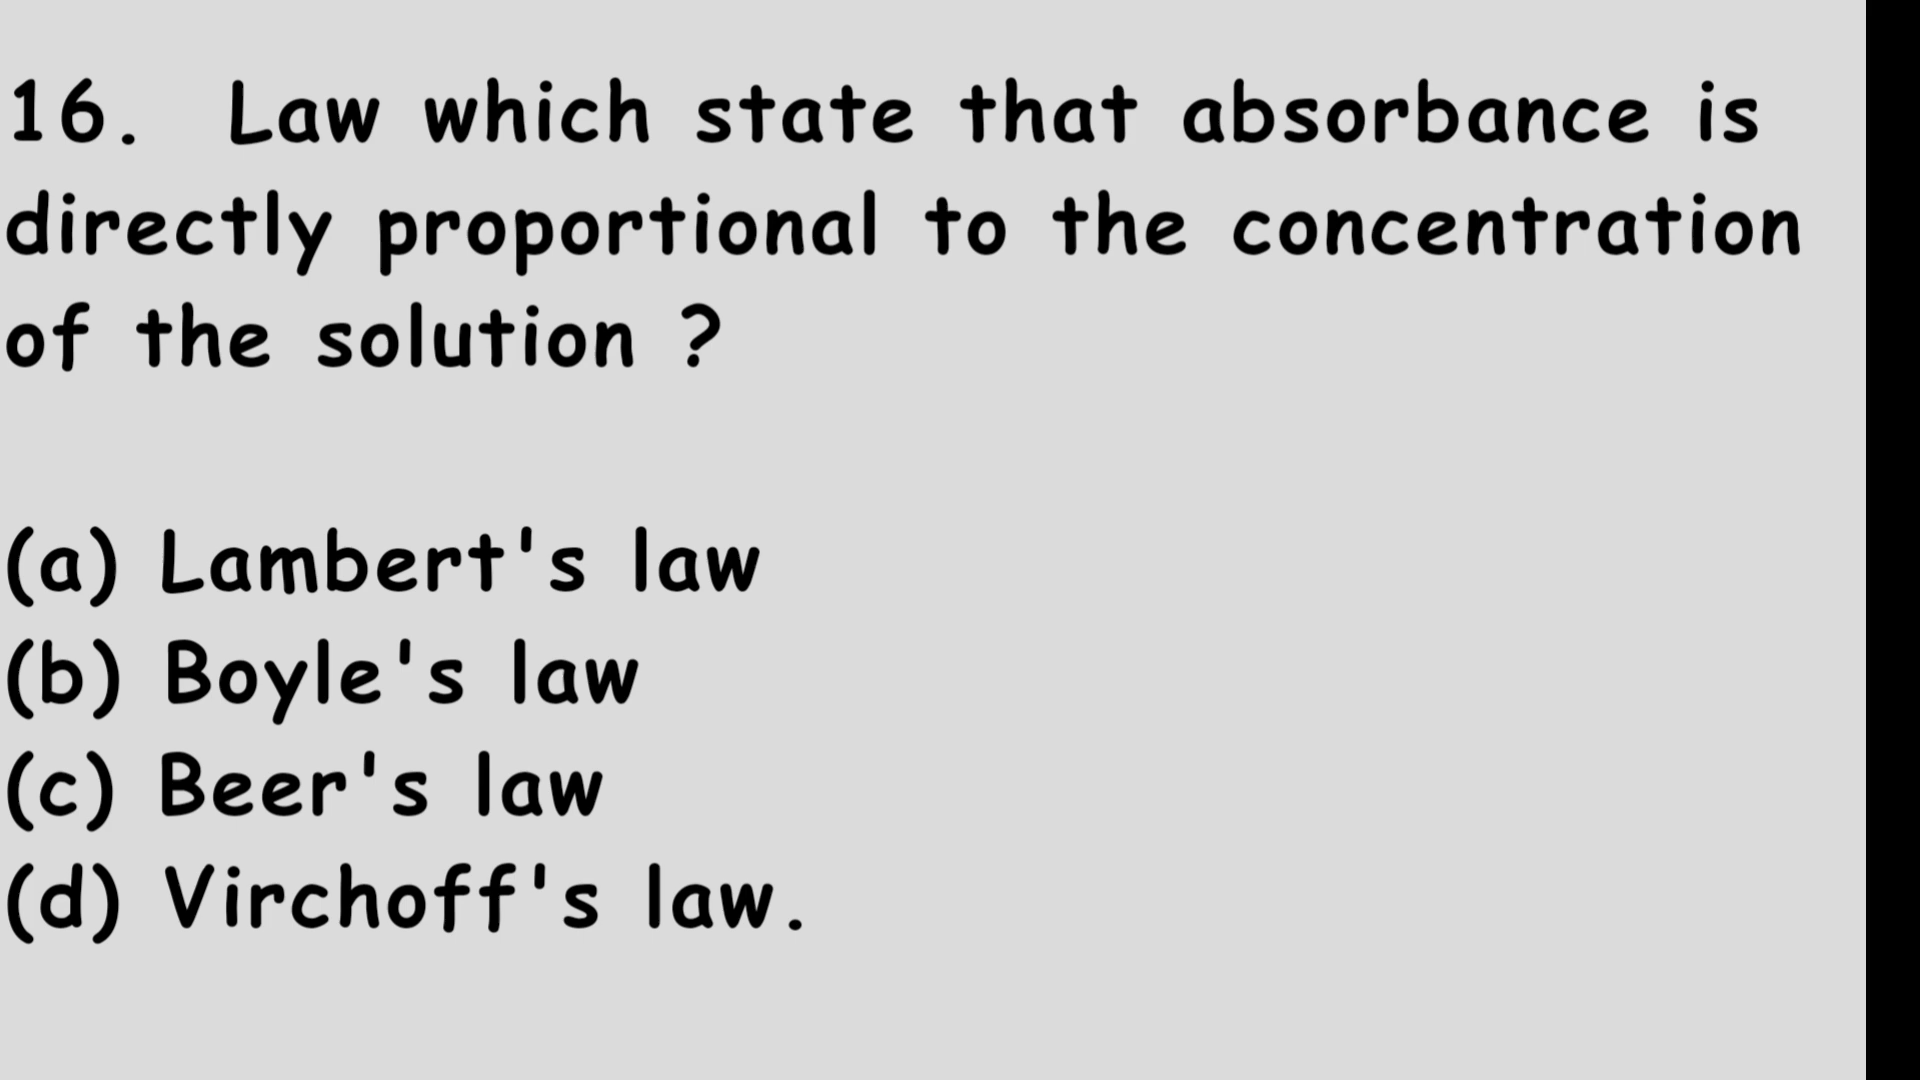 16. Law which state that absorbance is
directly proportional to the concentration
of the solution ?
(a) Lambert's law
(b) Boyle's law
(c) Beer's law
(d) Virchoff's law.